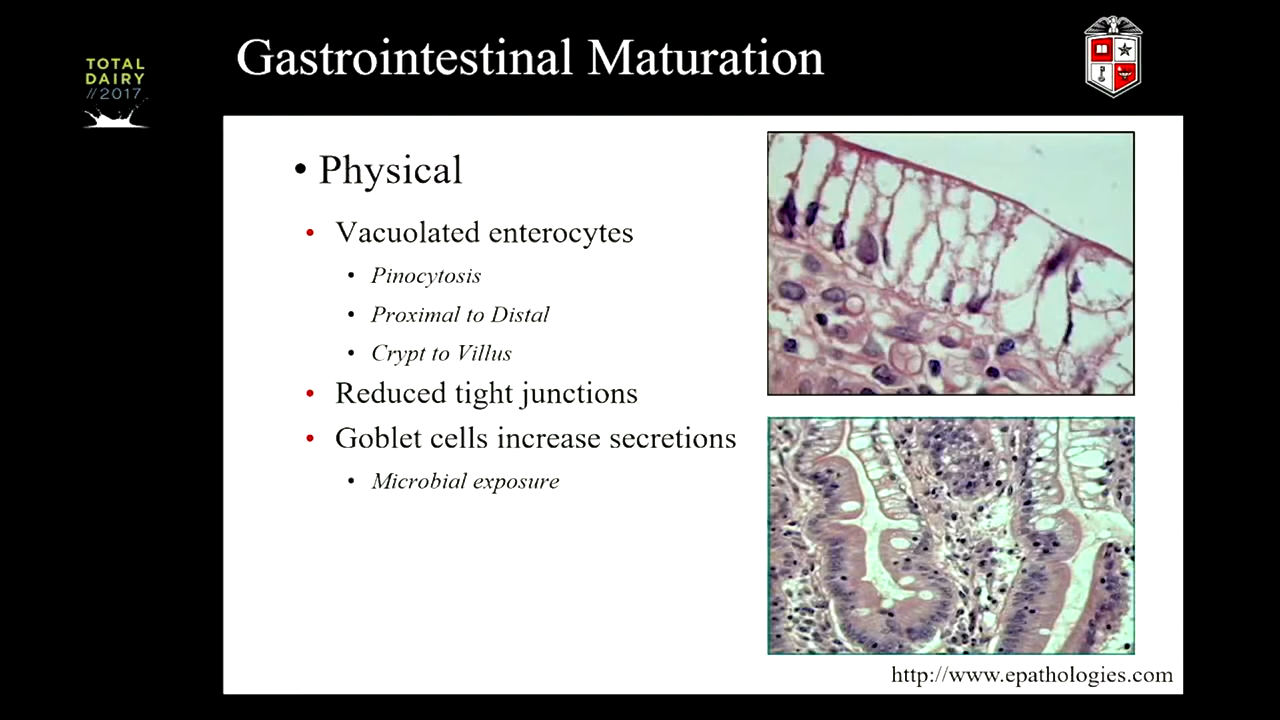 Gastrointestinal Maturation
TOTAL
DAIRY
//2017
• Physical
• Vacuolated enterocytes
• Pinocytosis
• Proximal to Distal
• Crypt to Villus
• Reduced tight junctions
• Goblet cells increase secretions
• Microbial exposure
http://www.epathologies.com